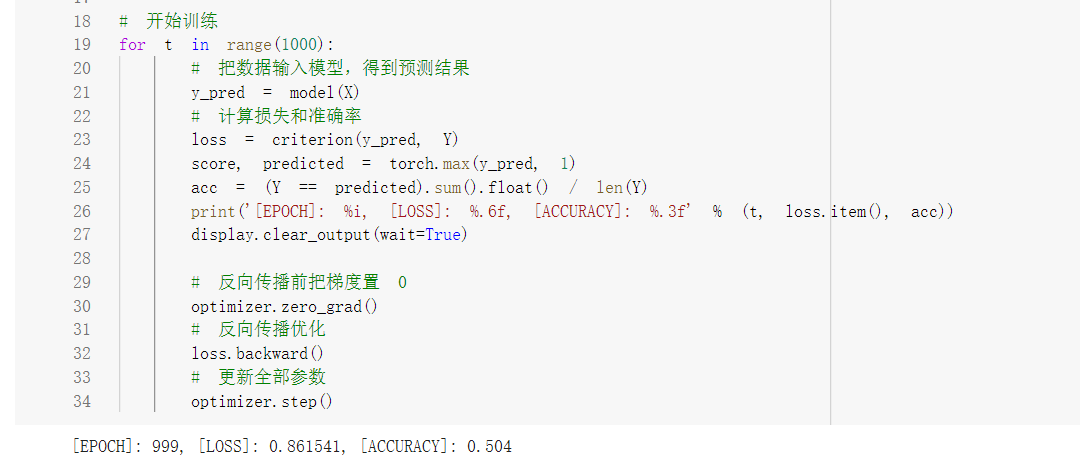 18 # 开始训练
19 for t in range(1000):
20 # 把数据输入模型，得到预测结果
21 y_pred = model(X)
22 # 计算损失和准确率
23 loss = criterion(y_pred, Y)
24 score, predicted = torch.max(y_pred, 1)
25 acc = (Y == predicted).sum().float() / len(Y)
26 print('[EPOCH]: %i, [LOSS]: %.6f, [ACCURACY]: %.3f' % (t, loss.item(), acc))
27 display.clear_output(wait=True)
28
29 # 反向传播前把梯度置 0
30 optimizer.zero_grad()
31 # 反向传播优化
32 loss.backward()
33 # 更新全部参数
34 optimizer.step()
[EPOCH]: 999, [LOSS]: 0.861541, [ACCURACY]: 0.504